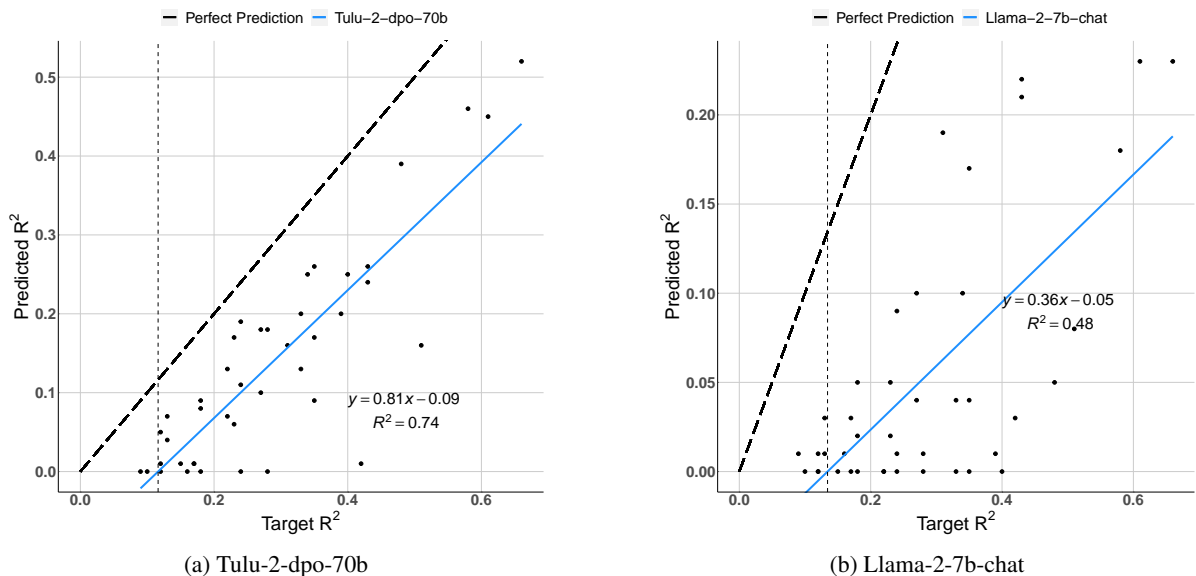 Perfect Prediction Tulu−2−dpo−70b
0.5
0.4
0.3
0.2
0.1
0.0
Predicted R²
y = 0.81x − 0.09
R² = 0.74
0.0 0.2 0.4 0.6
Target R²
(a) Tulu-2-dpo-70b
Perfect Prediction Llama−2−7b−chat
0.20
0.15
0.10
0.05
0.00
Predicted R²
y = 0.36x − 0.05
R² = 0.48
0.0 0.2 0.4 0.6
Target R²
(b) Llama-2-7b-chat